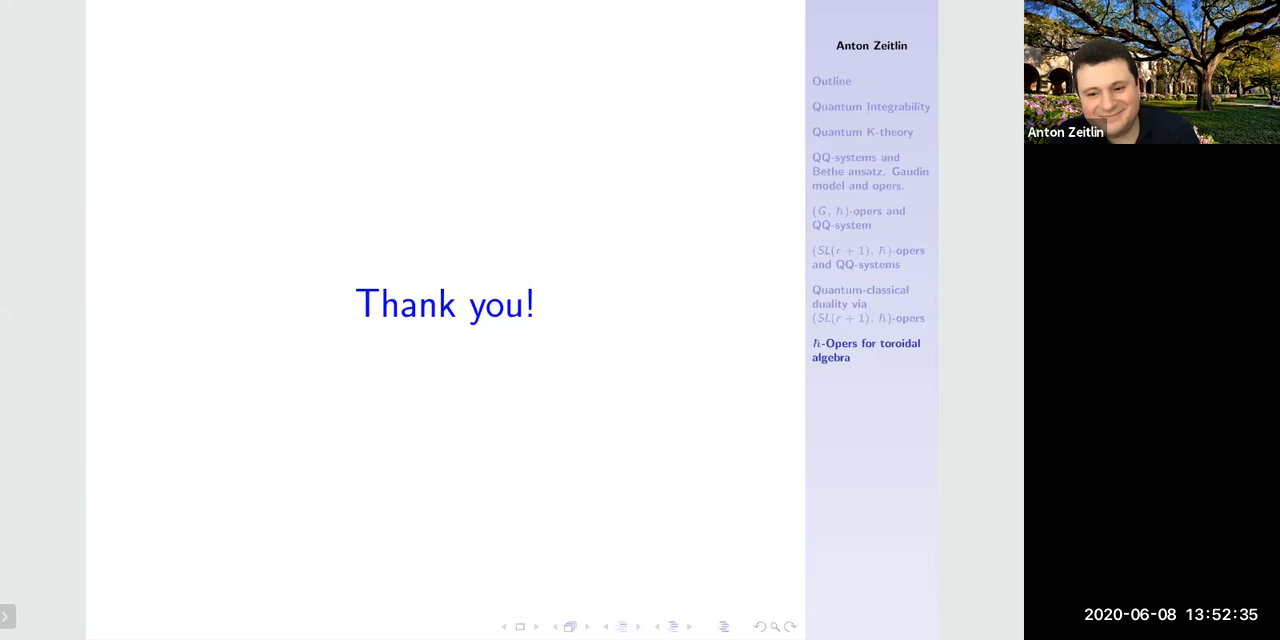 Thank you!
Anton Zeitlin
Outline
Quantum Integrability
Quantum K-theory
QQ-systems and
Bethe ansatz. Gaudin
model and opers.
(G, ħ)-opers and
QQ-system
(SL(r + 1), ħ)-opers
and QQ-systems
Quantum-classical
duality via
(SL(r + 1), ħ)-opers
ħ-Opers for toroidal
algebra
Anton Zeitlin
2020-06-08 13:52:35